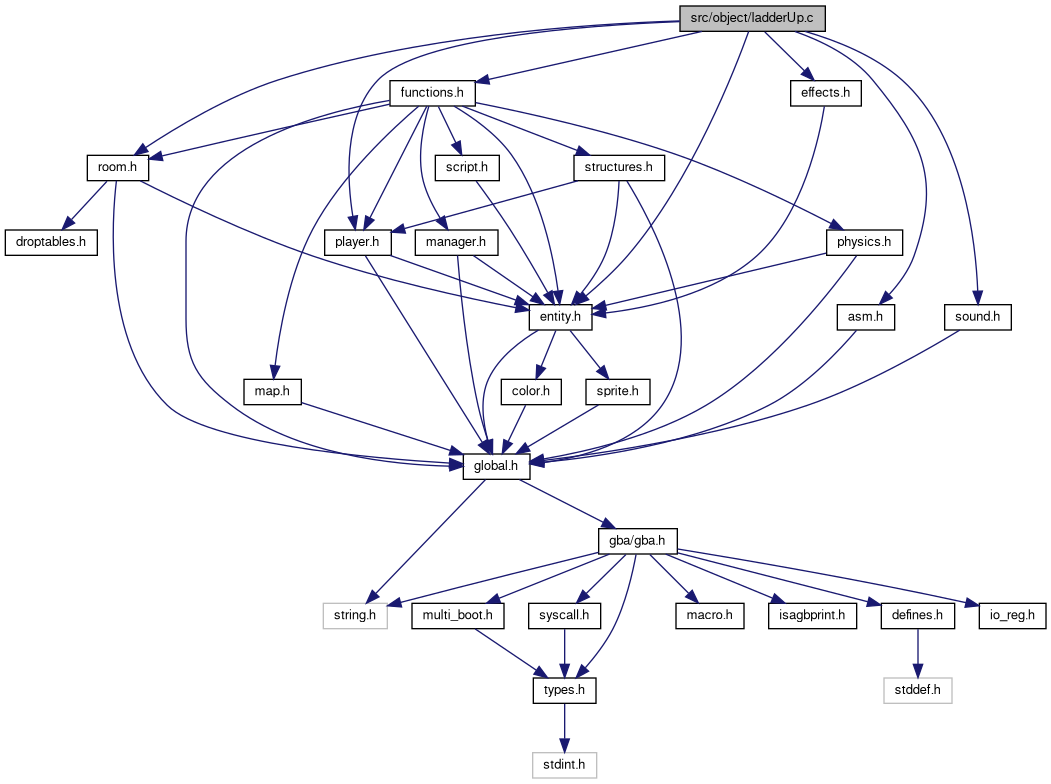 src/object/ladderUp.c
functions.h
effects.h
room.h
script.h
structures.h
droptables.h
player.h
manager.h
physics.h
entity.h
asm.h
sound.h
map.h
color.h
sprite.h
global.h
gba/gba.h
string.h
multi_boot.h
syscall.h
macro.h
isagbprint.h
defines.h
io_reg.h
types.h
stddef.h
stdint.h